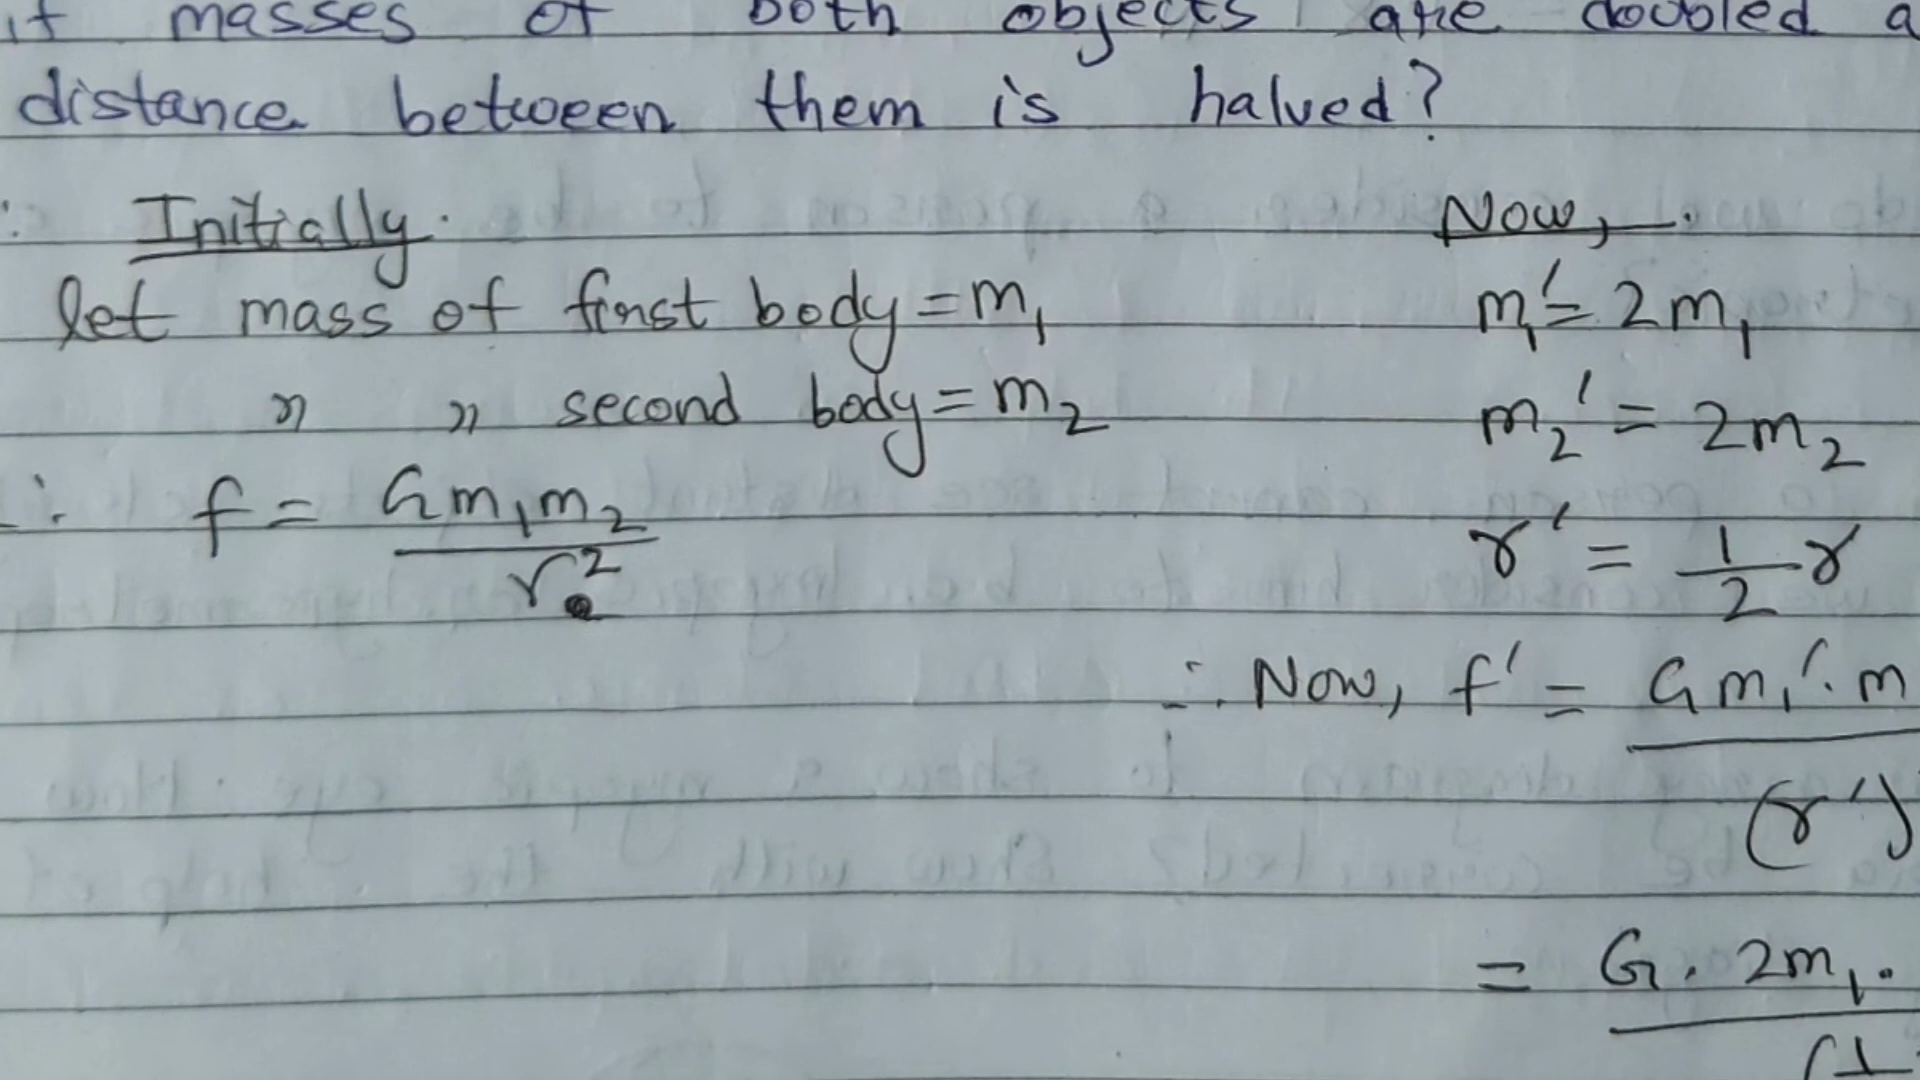 if masses of both objects are doubled a
distance between them is halved?
Initially.
let mass of first body = m₁
" " second body = m₂
∴ f = Gm₁m₂ / r²
Now,
m₁' = 2m₁
m₂' = 2m₂
r' = 1/2 r
∴ Now, f' = Gm₁'.m
(r')
= G. 2m₁.